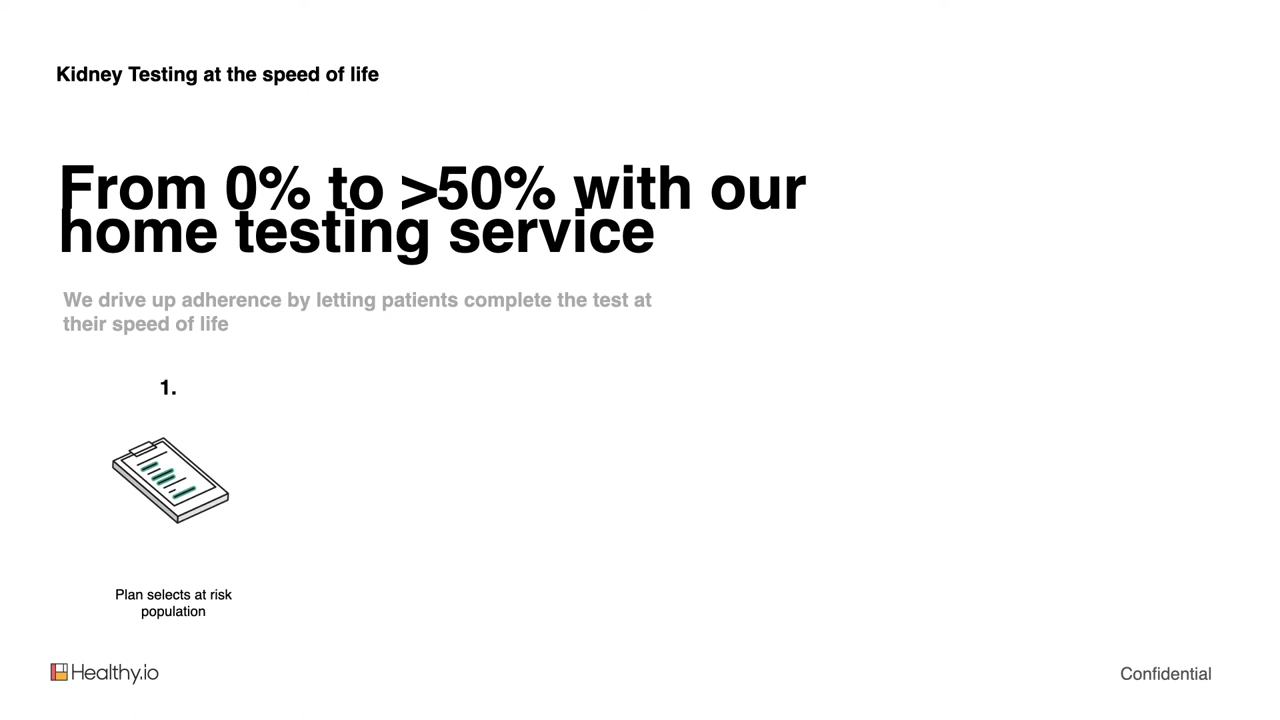 Kidney Testing at the speed of life
From 0% to >50% with our
home testing service
We drive up adherence by letting patients complete the test at
their speed of life
1.
Plan selects at risk
population
Healthy.io
Confidential